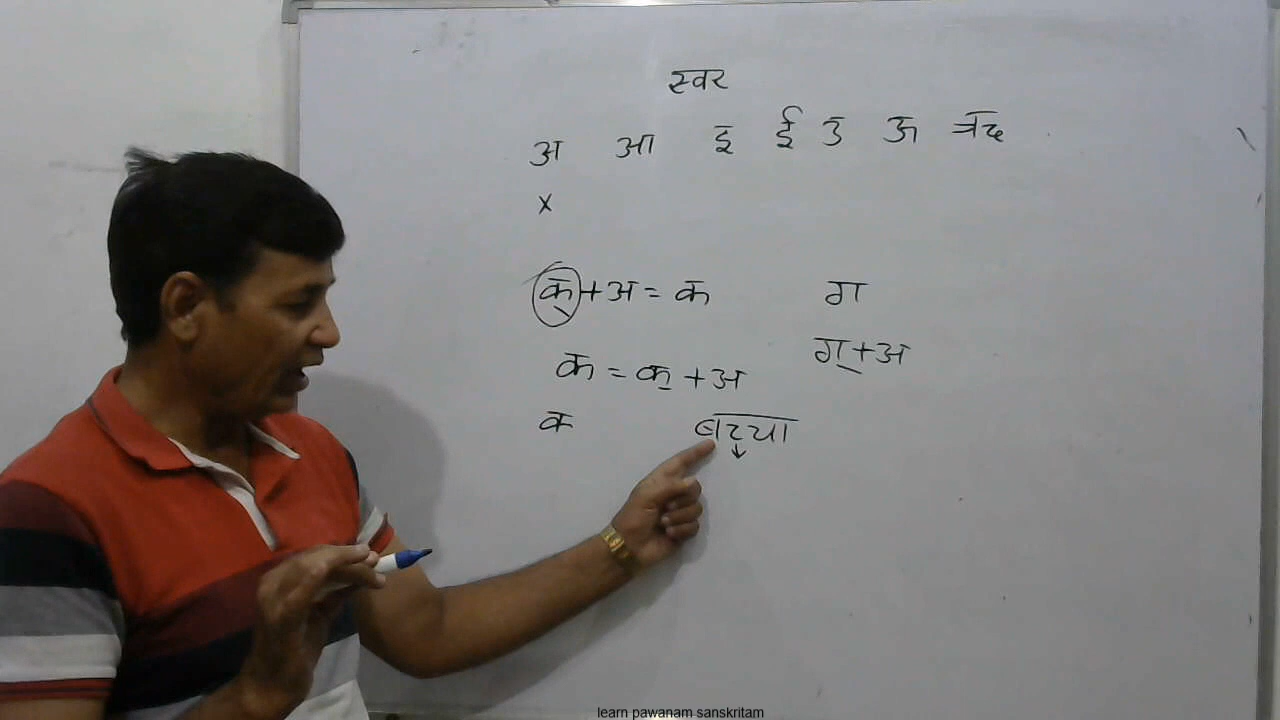 स्वर
अ आ इ ई उ ऊ ऋ
x
क् + अ = क ग
ग् + अ
क = क् + अ
क बच्चा
learn pawanam sanskritam